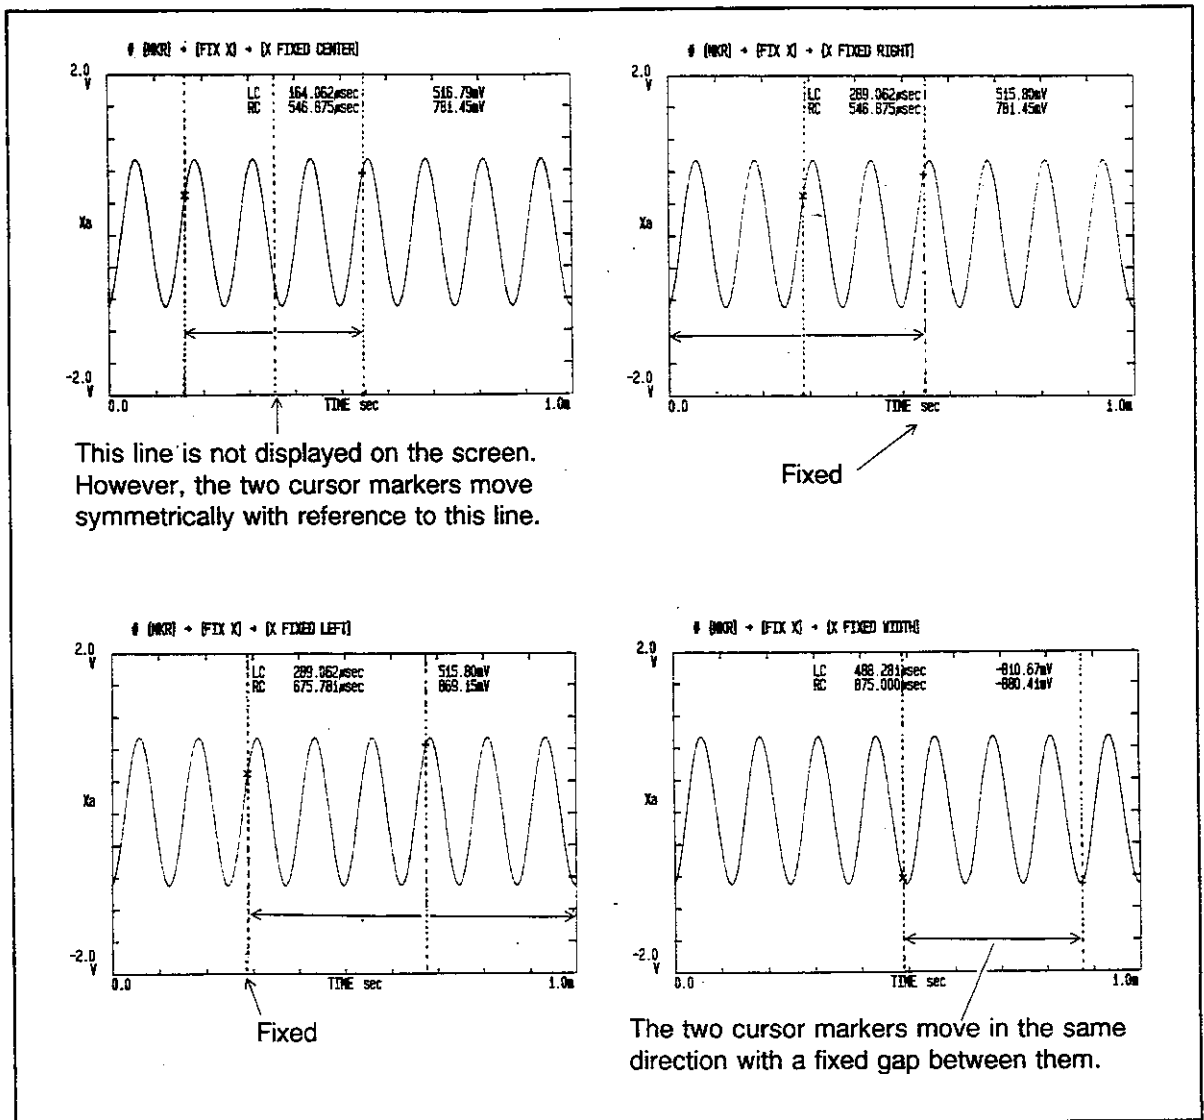 # [MKR] → [FIX X] → [X FIXED CENTER]
2.0
V
LC 164.062µsec 516.79mV
RC 546.875µsec 781.45mV
Xa
-2.0
V
0.0 TIME sec 1.0m
This line is not displayed on the screen.
However, the two cursor markers move
symmetrically with reference to this line.
# [MKR] → [FIX X] → [X FIXED RIGHT]
2.0
V
LC 289.062µsec 515.80mV
RC 546.875µsec 781.45mV
Xa
-2.0
V
0.0 TIME sec 1.0m
Fixed
# [MKR] → [FIX X] → [X FIXED LEFT]
2.0
V
LC 289.062µsec 515.80mV
RC 675.781µsec 869.15mV
Xa
-2.0
V
0.0 TIME sec 1.0m
Fixed
# [MKR] → [FIX X] → [X FIXED WIDTH]
2.0
V
LC 488.281µsec -810.67mV
RC 875.000µsec -880.41mV
Xa
-2.0
V
0.0 TIME sec 1.0m
The two cursor markers move in the same
direction with a fixed gap between them.